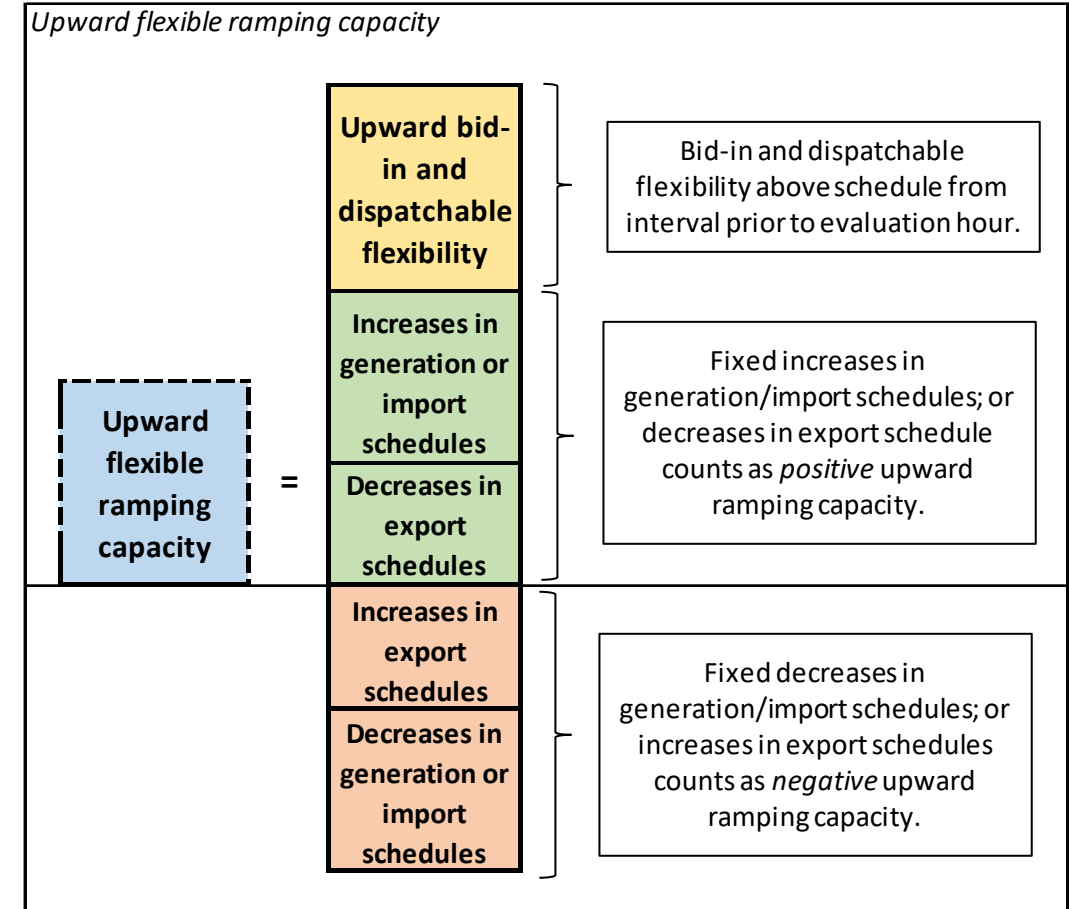 Upward flexible ramping capacity
Upward bid-
in and
dispatchable
flexibility
Bid-in and dispatchable
flexibility above schedule from
interval prior to evaluation hour.
Increases in
generation or
import
schedules
Decreases in
export
schedules
Fixed increases in
generation/import schedules; or
decreases in export schedule
counts as positive upward
ramping capacity.
Upward
flexible
ramping
capacity
=
Increases in
export
schedules
Decreases in
generation or
import
schedules
Fixed decreases in
generation/import schedules; or
increases in export schedules
counts as negative upward
ramping capacity.